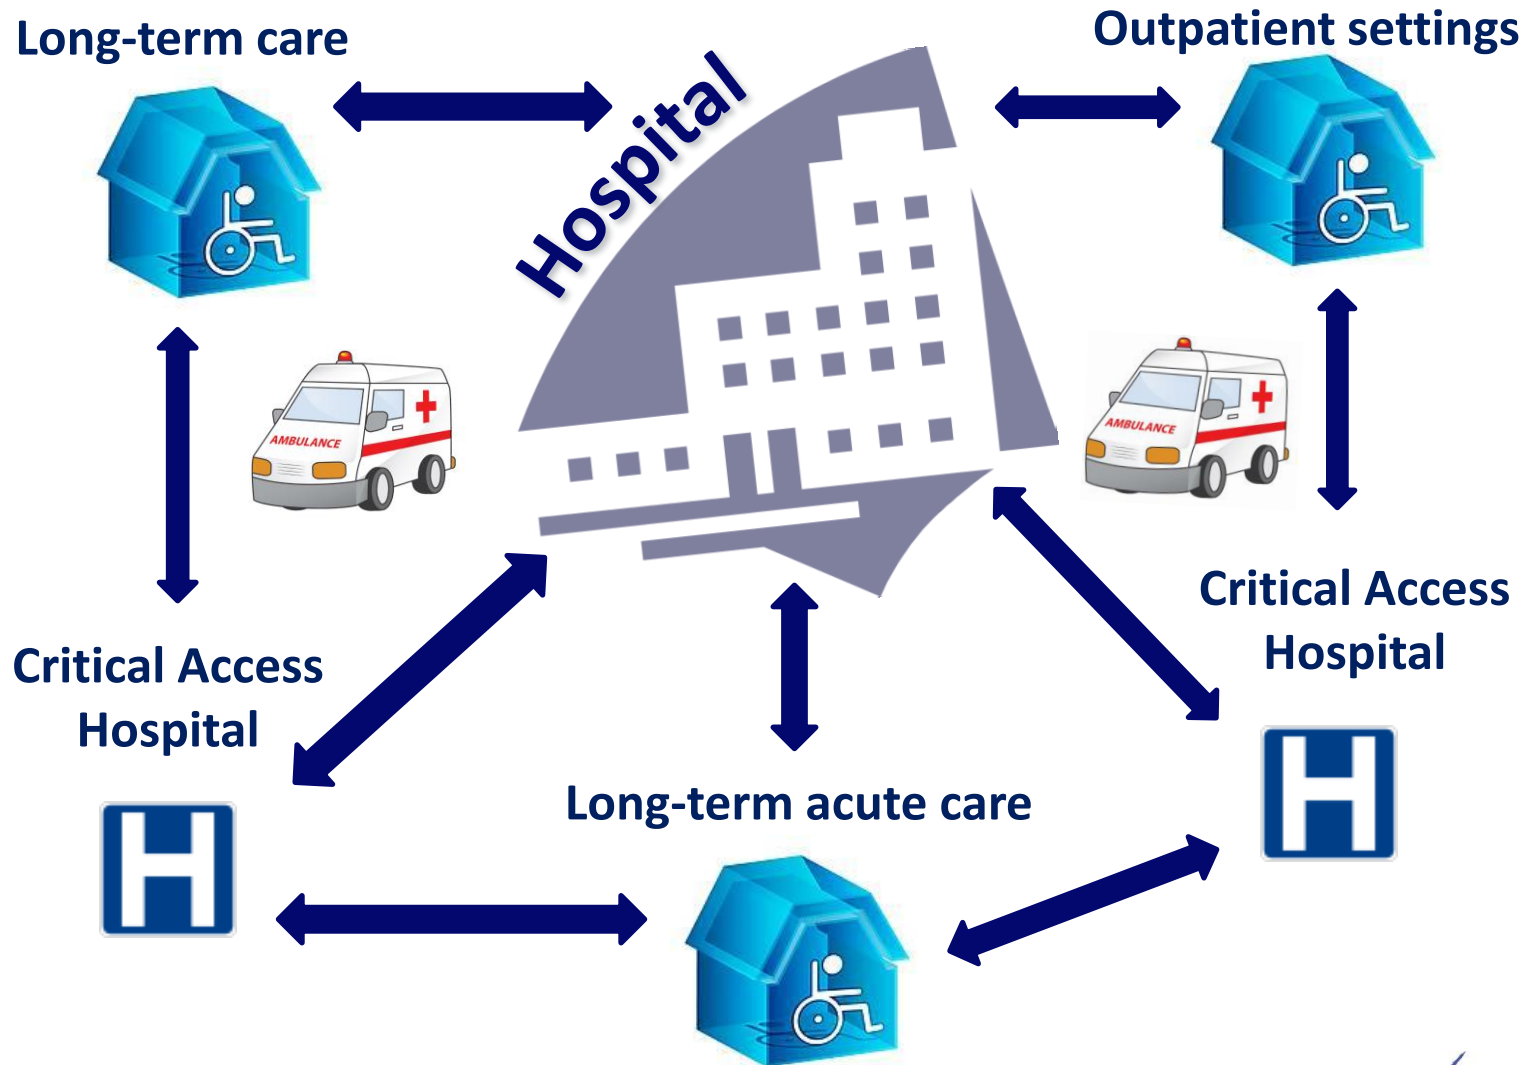 Long-term care
Outpatient settings
Hospital
AMBULANCE
AMBULANCE
Critical Access
Hospital
Critical Access
Hospital
Long-term acute care
H
H